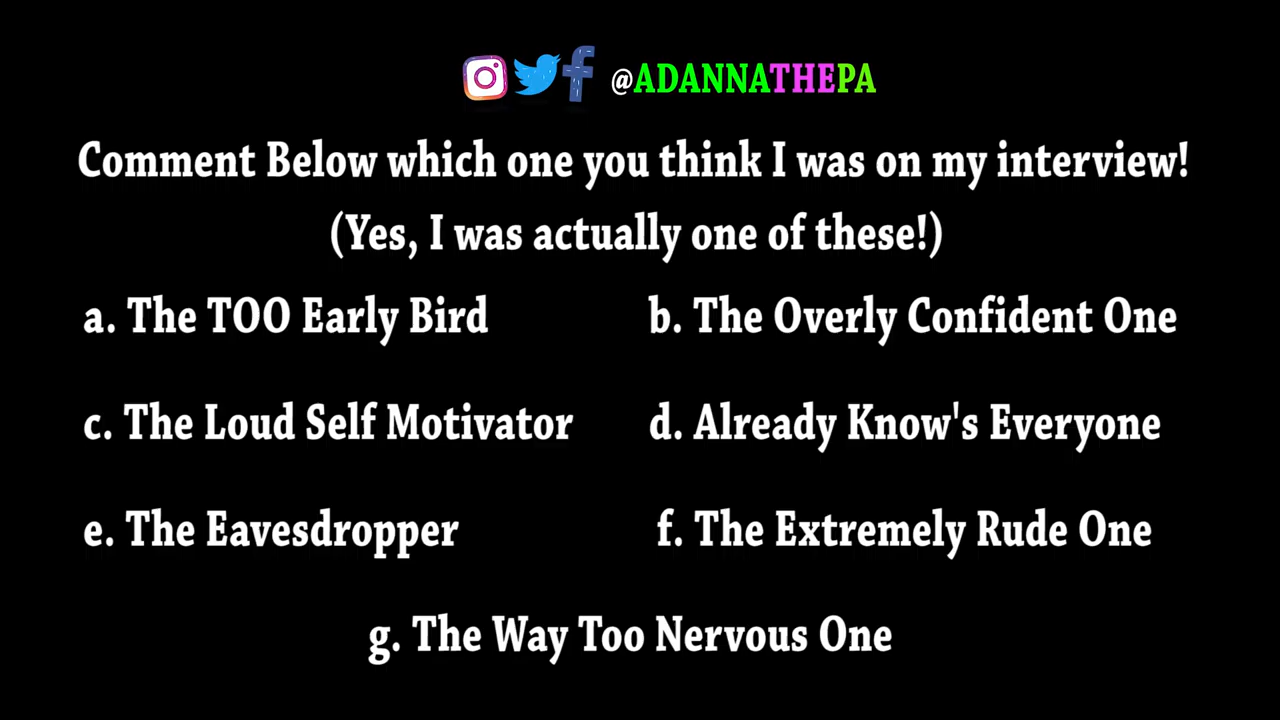 @ADANNATHEPA
Comment Below which one you think I was on my interview!
(Yes, I was actually one of these!)
a. The TOO Early Bird
b. The Overly Confident One
c. The Loud Self Motivator
d. Already Know's Everyone
e. The Eavesdropper
f. The Extremely Rude One
g. The Way Too Nervous One